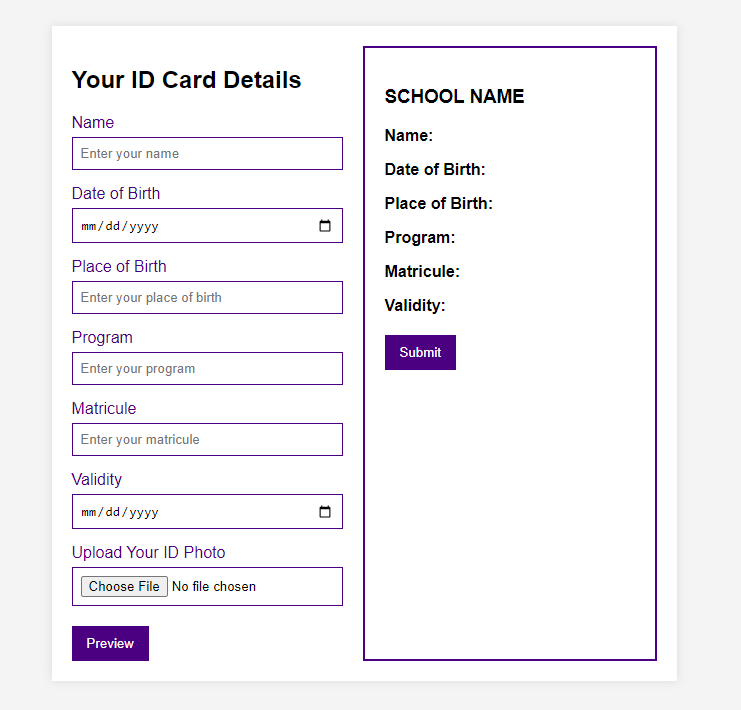 Your ID Card Details
Name
Enter your name
Date of Birth
mm/dd/yyyy
Place of Birth
Enter your place of birth
Program
Enter your program
Matricule
Enter your matricule
Validity
mm/dd/yyyy
Upload Your ID Photo
Choose File No file chosen
Preview
SCHOOL NAME
Name:
Date of Birth:
Place of Birth:
Program:
Matricule:
Validity:
Submit